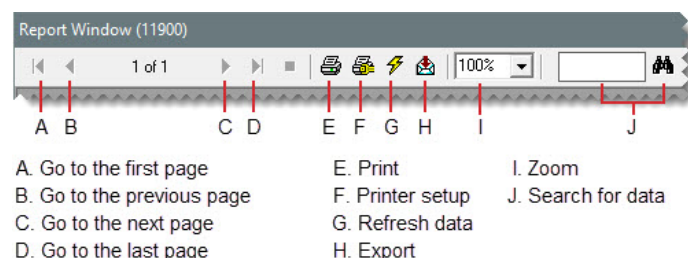 Report Window (11900)
1 of 1
100%
A B C D E F G H I J
A. Go to the first page
B. Go to the previous page
C. Go to the next page
D. Go to the last page
E. Print
F. Printer setup
G. Refresh data
H. Export
I. Zoom
J. Search for data